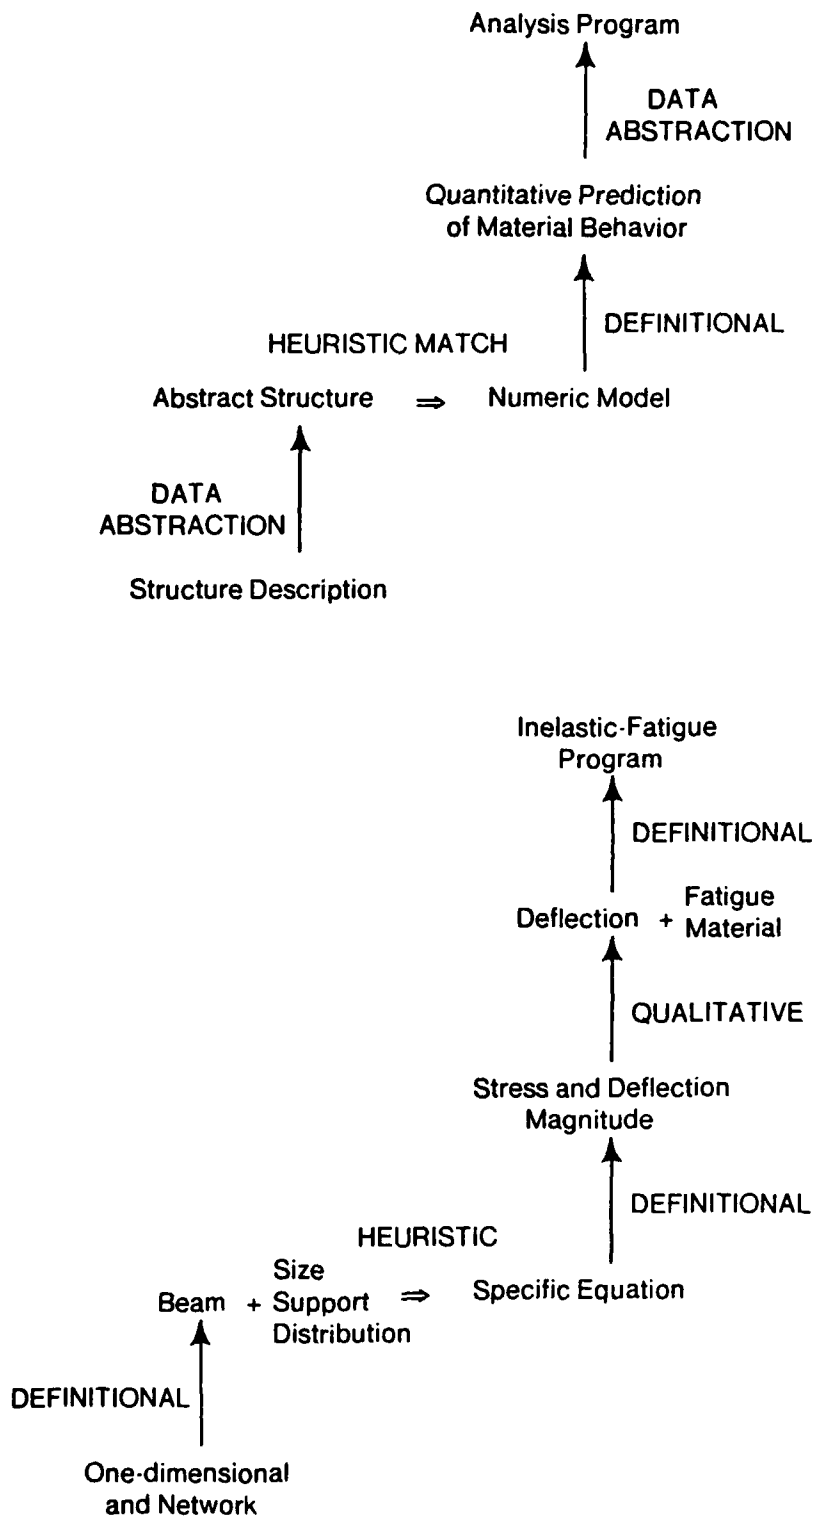 Analysis Program
DATA
ABSTRACTION
Quantitative Prediction
of Material Behavior
DEFINITIONAL
HEURISTIC MATCH
Abstract Structure ⇒ Numeric Model
DATA
ABSTRACTION
Structure Description
Inelastic-Fatigue
Program
DEFINITIONAL
Deflection + Fatigue
Material
QUALITATIVE
Stress and Deflection
Magnitude
DEFINITIONAL
HEURISTIC
Size
Beam + Support ⇒ Specific Equation
Distribution
DEFINITIONAL
One-dimensional
and Network